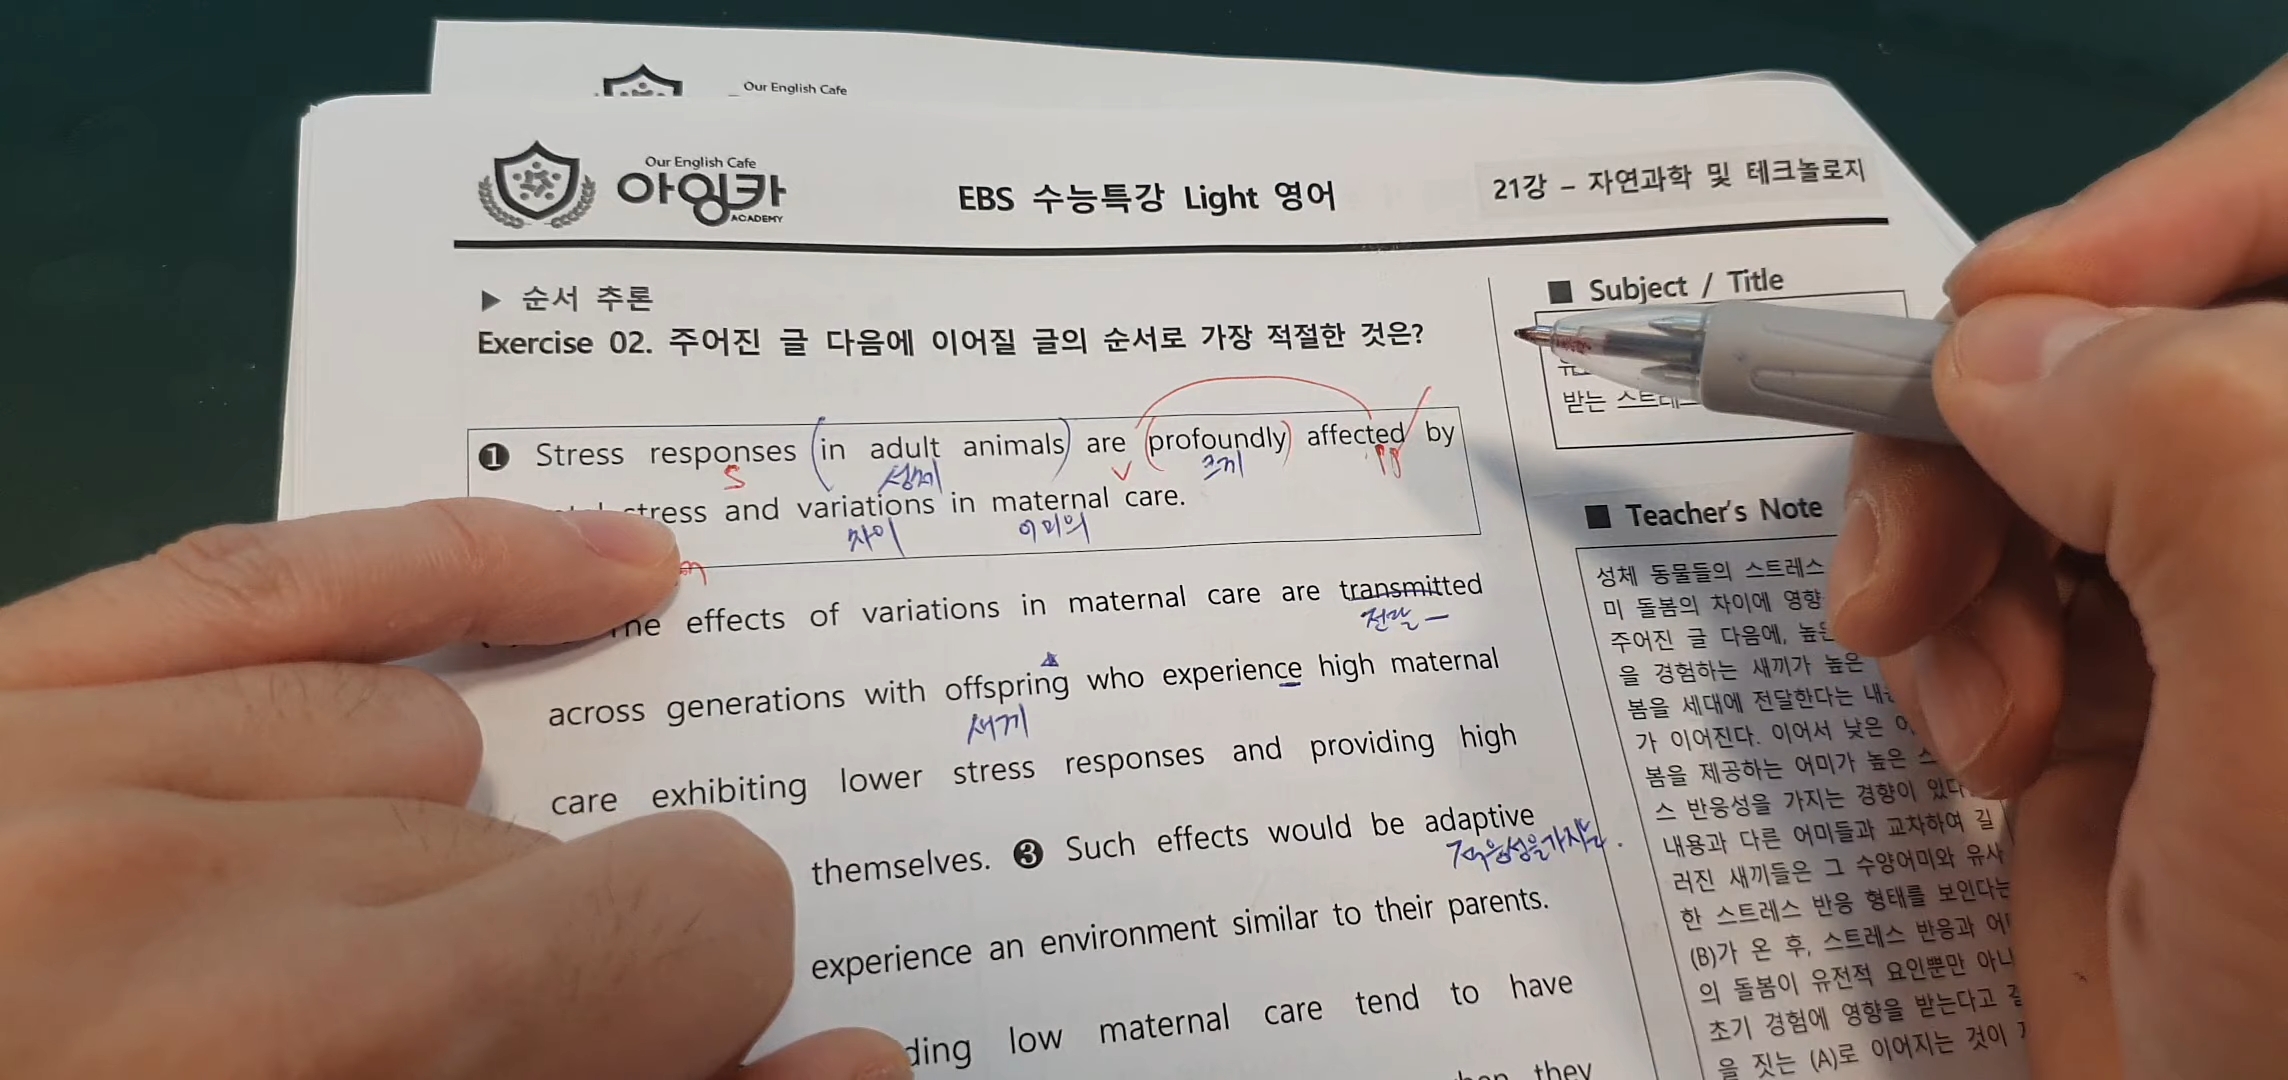 Our English Cafe
Our English Cafe
아잉카
ACADEMY
EBS 수능특강 Light 영어
21강 – 자연과학 및 테크놀로지
▶ 순서 추론
Exercise 02. 주어진 글 다음에 이어질 글의 순서로 가장 적절한 것은?
❶ Stress responses (in adult animals) are (profoundly) affected by
S 성체 V 크게 pp
stress and variations in maternal care.
차이 어미의
effects of variations in maternal care are transmitted
전달
across generations with offspring who experience high maternal
새끼
care exhibiting lower stress responses and providing high
themselves. ❸ Such effects would be adaptive
적응성을가지는
experience an environment similar to their parents.
low maternal care tend to have
they
■ Subject / Title
받는
■ Teacher's Note
성체 동물들의 스트레스
미 돌봄의 차이에 영향
주어진 글 다음에,
을 경험하는 새끼가 높은
봄을 세대에 전달한다는
가 이어진다. 이어서 낮은
봄을 제공하는 어미가 높은
스 반응성을 가지는 경향이
내용과 다른 어미들과 교차하여 길
러진 새끼들은 그 수양어미와 유사
한 스트레스 반응 형태를 보인다는
(B)가 온 후, 스트레스 반응과
의 돌봄이 유전적 요인뿐만
초기 경험에 영향을 받는다고
을 짓는 (A)로 이어지는 것이